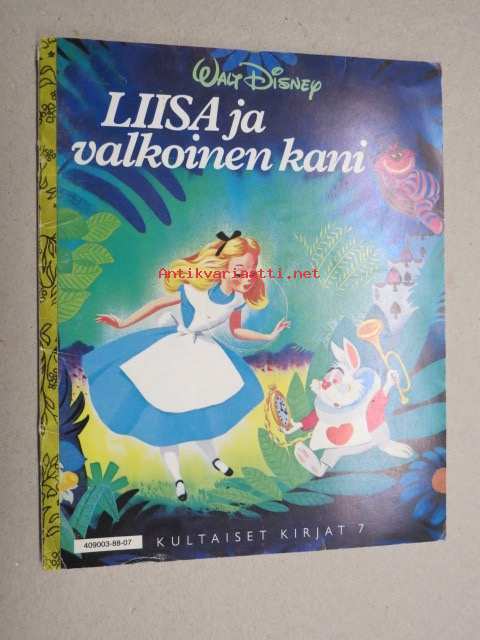 WALT DISNEY
LIISA ja
valkoinen kani
Antikvariaatti.net
409003-88-07
KULTAISET KIRJAT 7